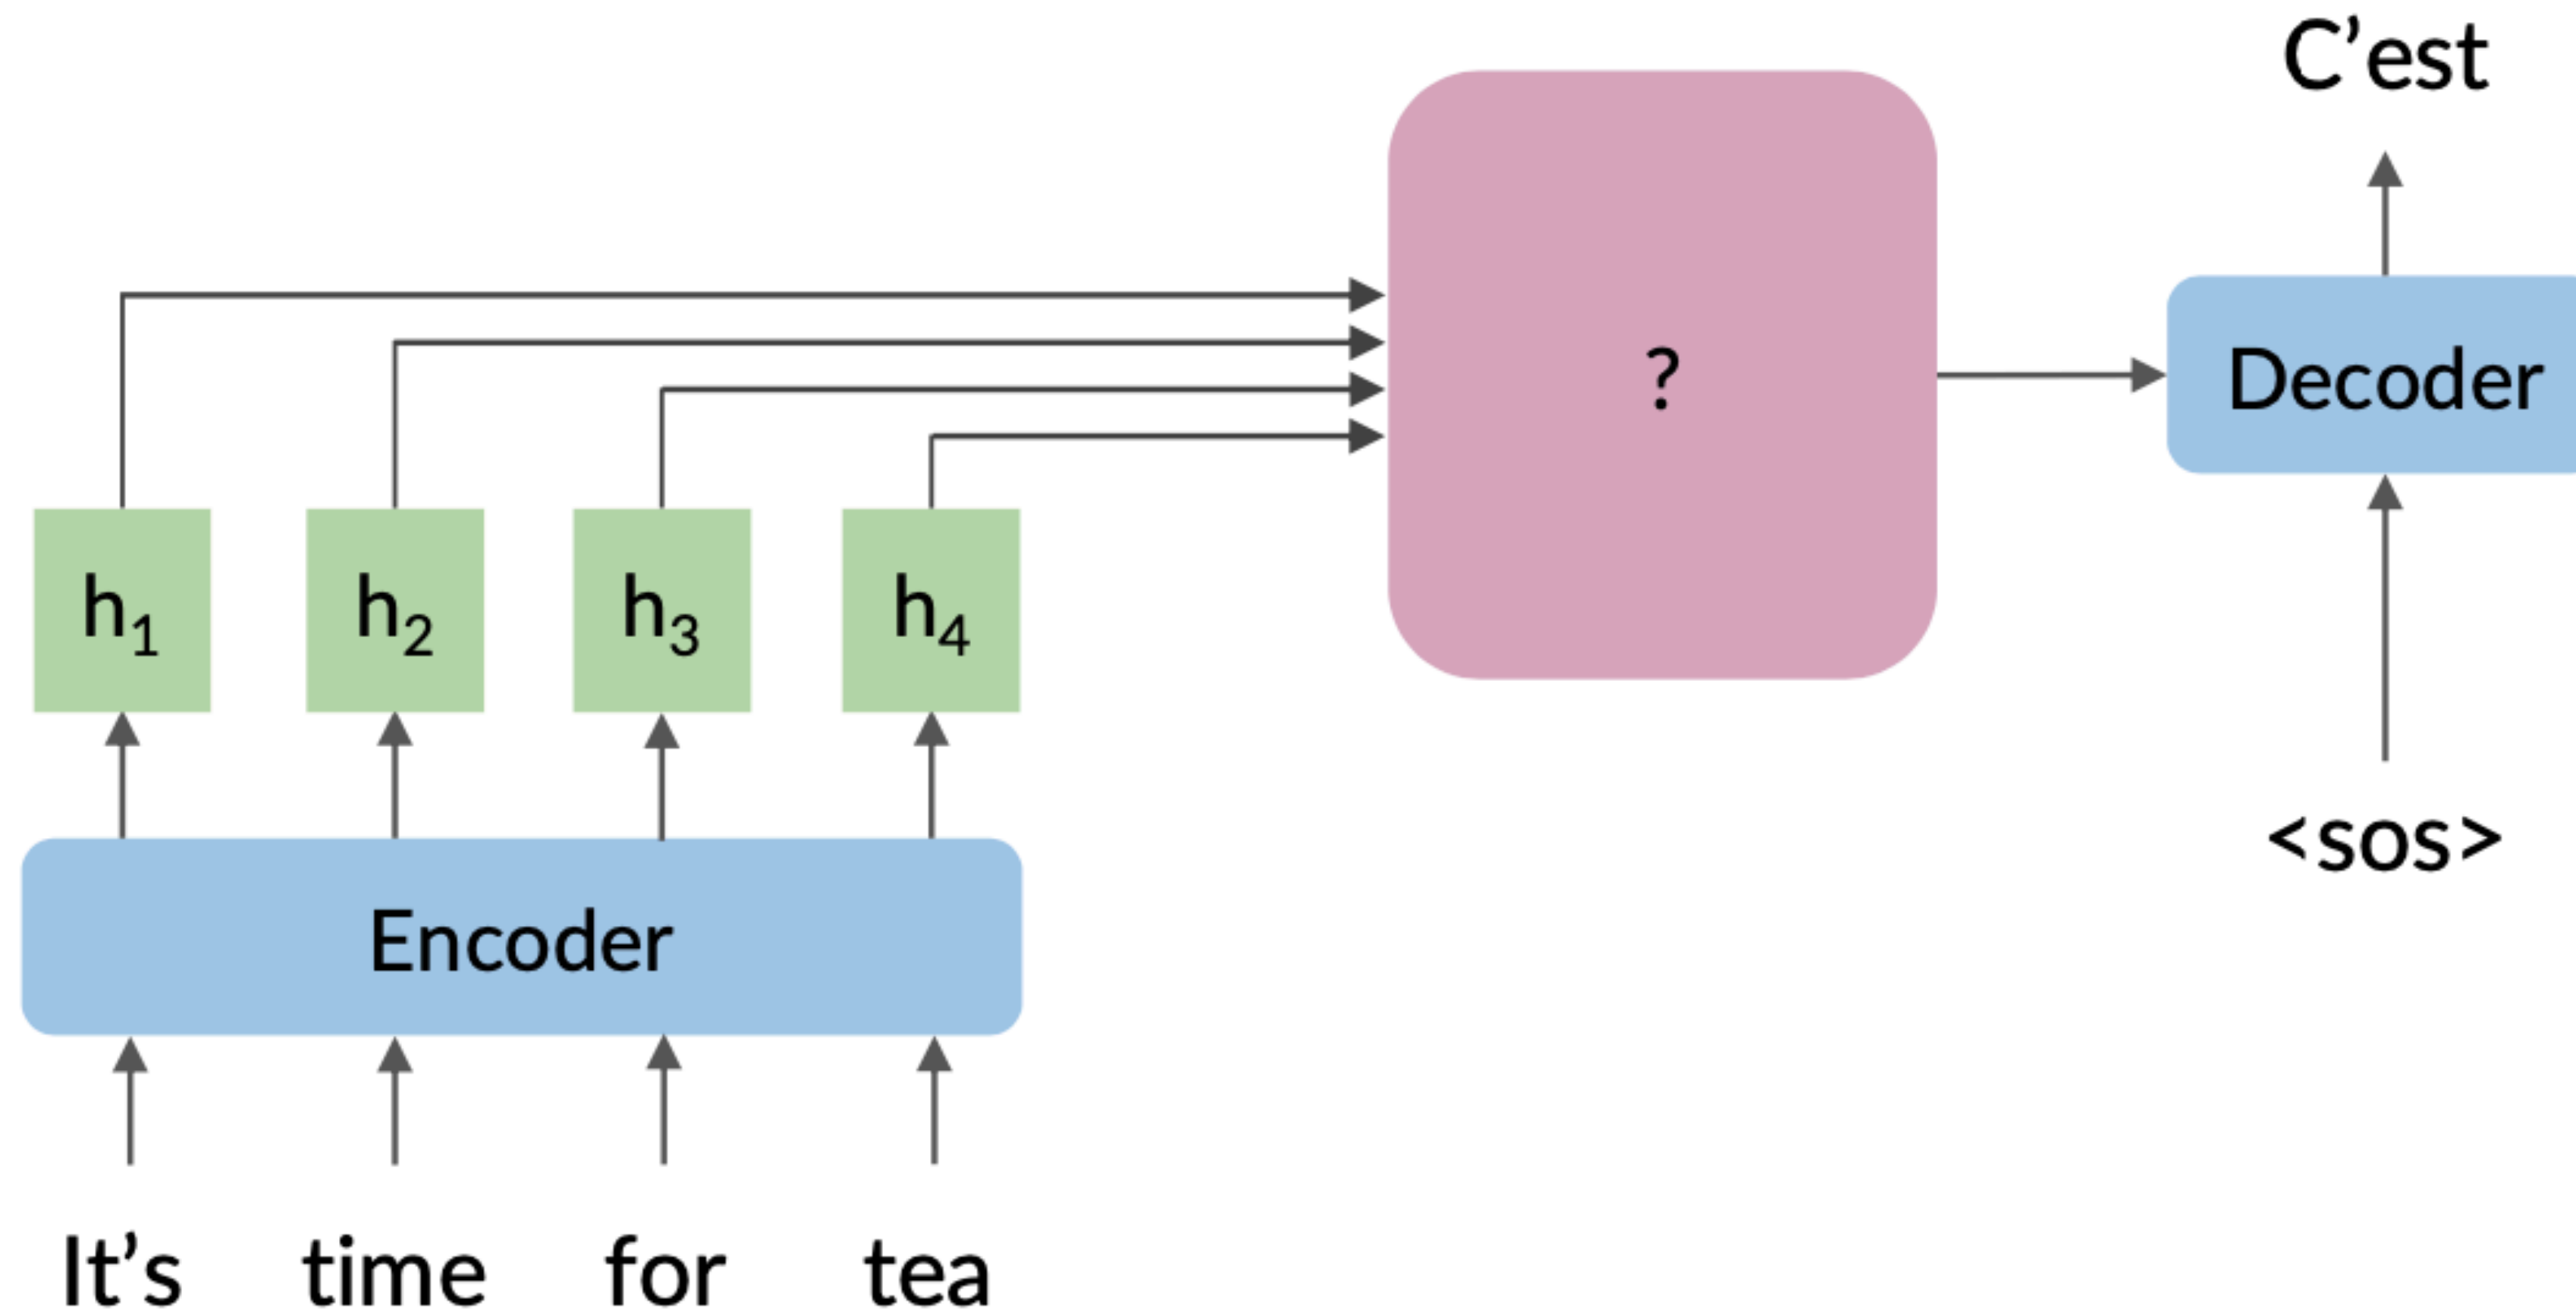 C’est
?
Decoder
h₁ h₂ h₃ h₄
<sos>
Encoder
It’s time for tea